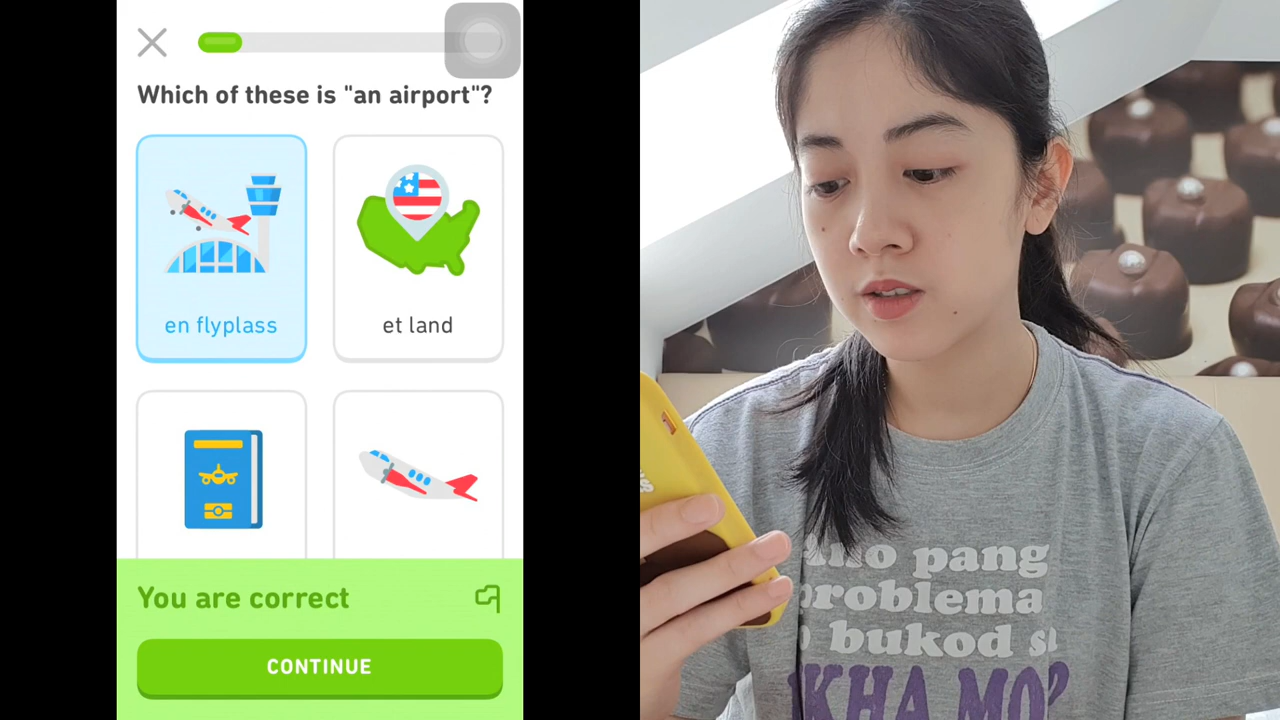 Which of these is "an airport"?
en flyplass
et land
You are correct
CONTINUE
pang
problema
bukod sa
KHA MO?